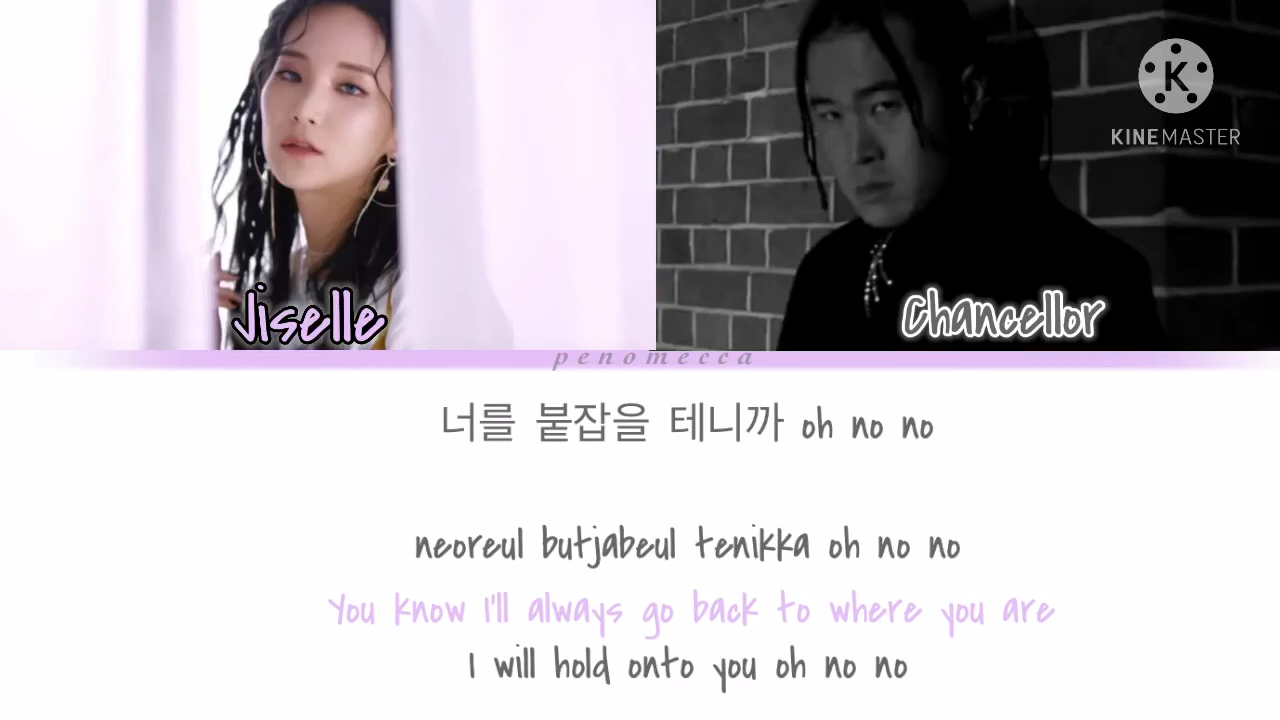 K
KINEMASTER
Jiselle
Chancellor
penomecca
너를 붙잡을 테니까 oh no no
neoreul butjabeul tenikka oh no no
You know I'll always go back to where you are
I will hold onto you oh no no